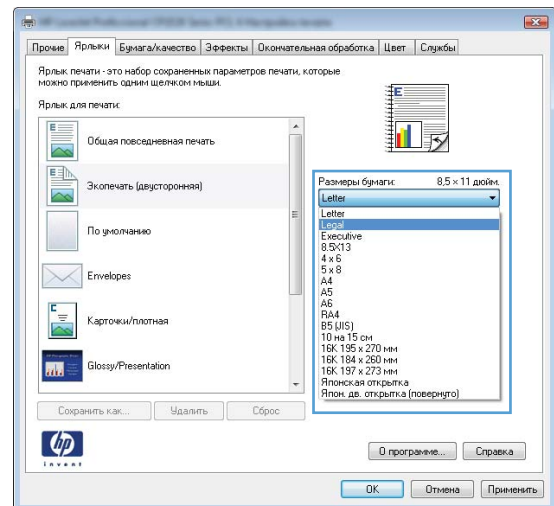 Прочие Ярлыки Бумага/качество Эффекты Окончательная обработка Цвет Службы
Ярлык печати - это набор сохраненных параметров печати, которые
можно применить одним щелчком мыши.
Ярлык для печати:
Общая повседневная печать
Экопечать (двусторонняя)
По умолчанию
Envelopes
Карточки/плотная
Glossy/Presentation
Размеры бумаги: 8,5 × 11 дюйм.
Letter
Letter
Legal
Executive
8.5X13
4 x 6
5 x 8
A4
A5
A6
RA4
B5 (JIS)
10 на 15 см
16K 195 x 270 мм
16K 184 x 260 мм
16K 197 x 273 мм
Японская открытка
Япон. дв. открытка (повернуто)
Сохранить как... Удалить Сброс
hp
invent
О программе... Справка
OK Отмена Применить